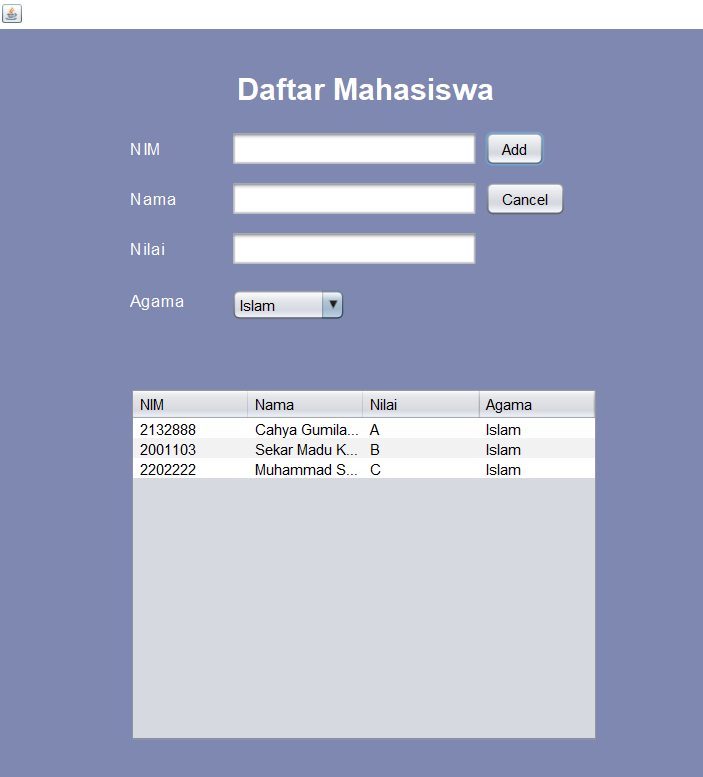 Daftar Mahasiswa
NIM Add
Nama Cancel
Nilai
Agama Islam
NIM Nama Nilai Agama
2132888 Cahya Gumila... A Islam
2001103 Sekar Madu K... B Islam
2202222 Muhammad S... C Islam